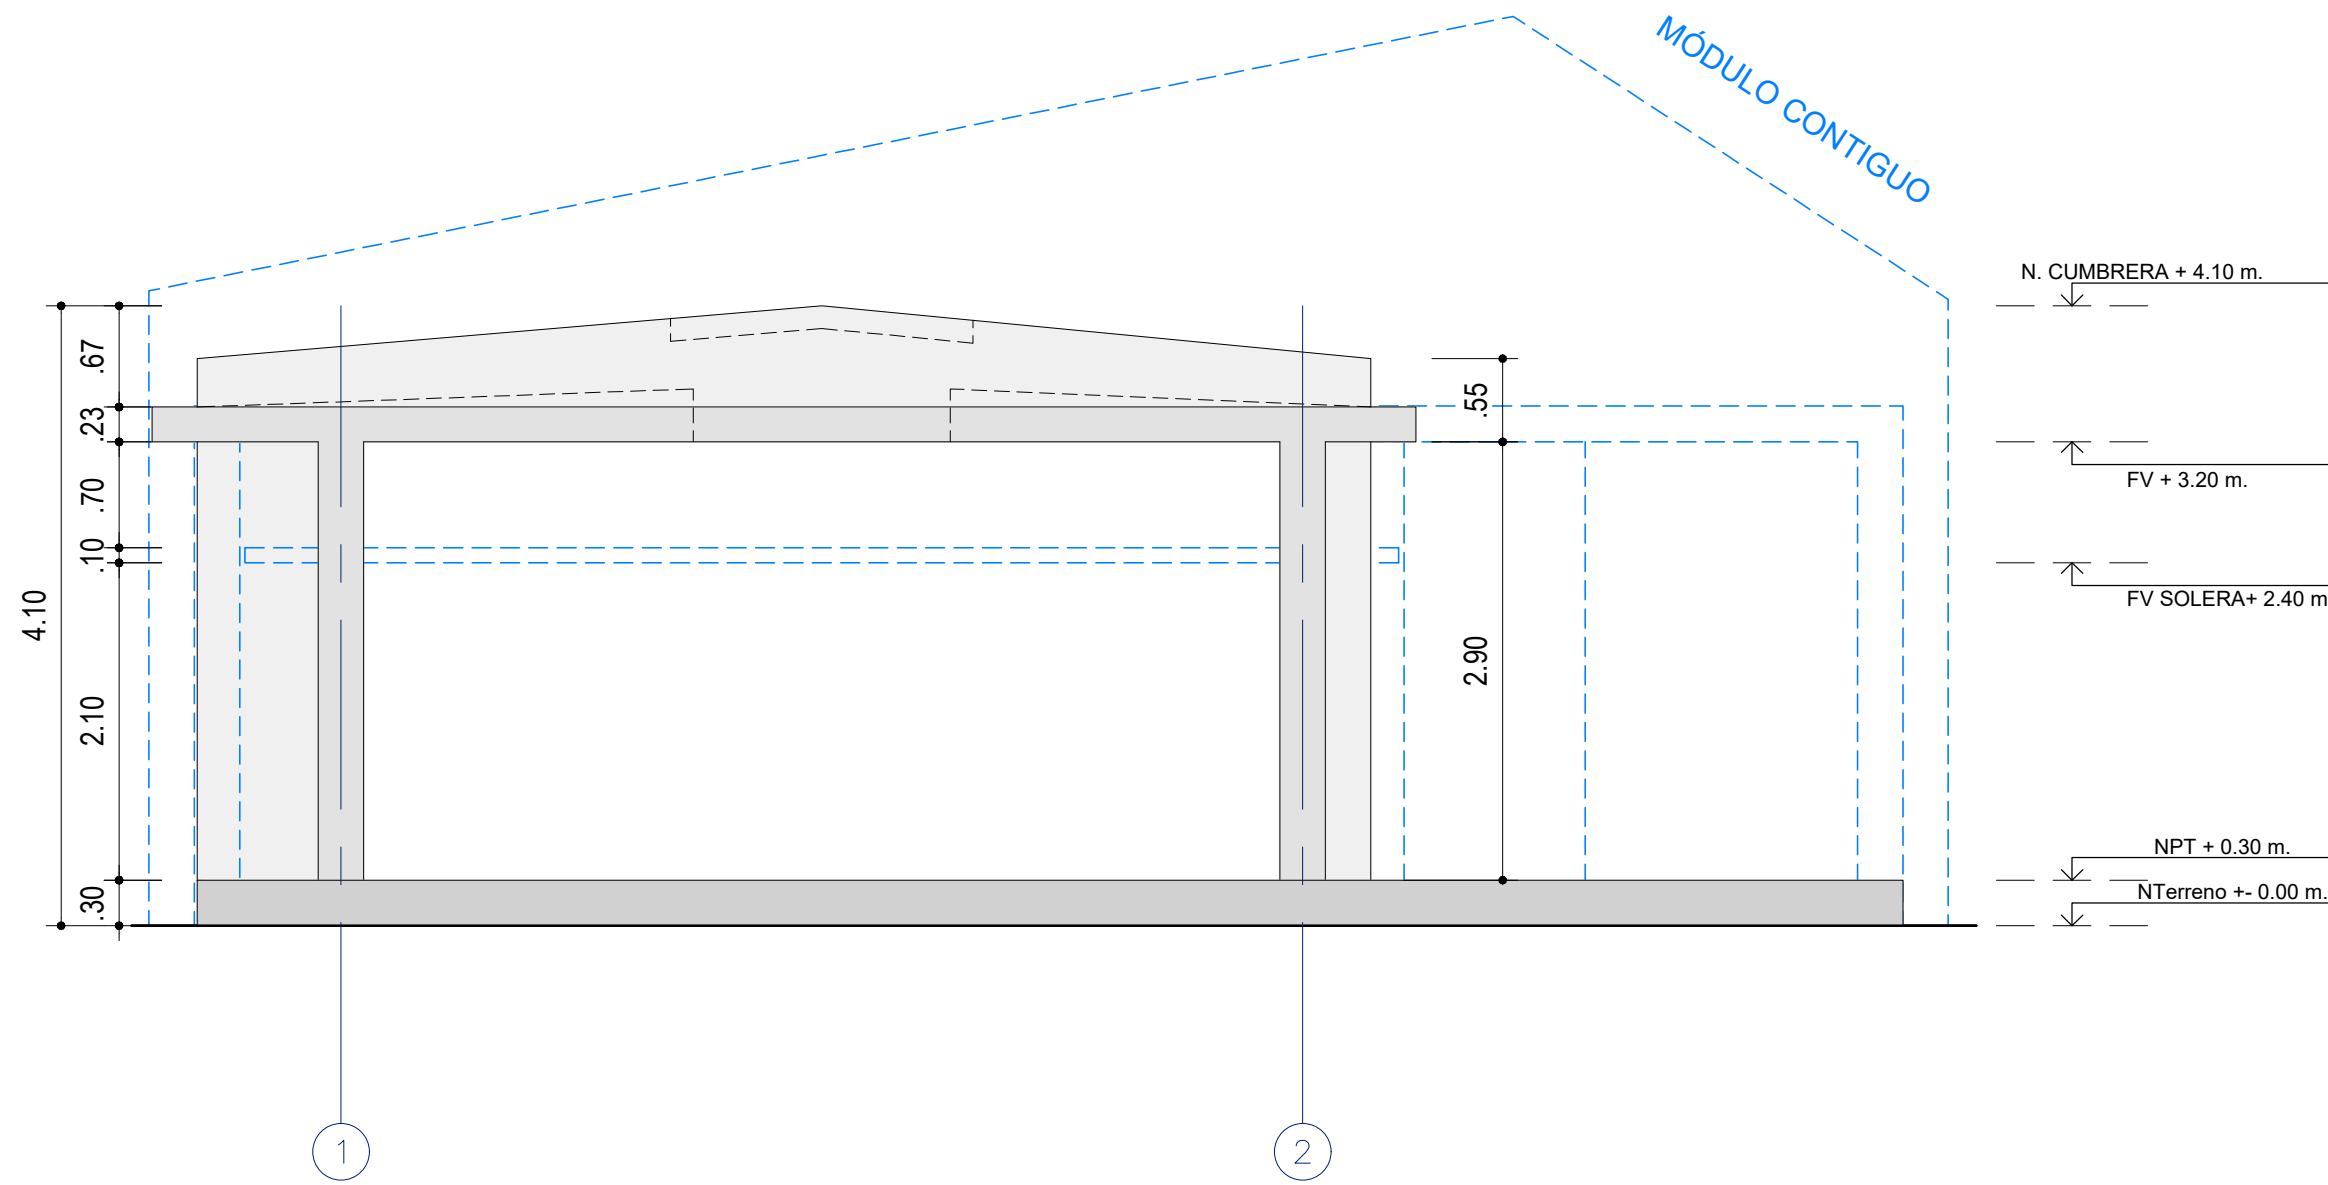 MÓDULO CONTIGUO
N. CUMBRERA + 4.10 m.
.67
.55
.23
FV + 3.20 m.
.70
.10
FV SOLERA+ 2.40 m
4.10
2.90
2.10
NPT + 0.30 m.
NTerreno +- 0.00 m.
.30
1
2